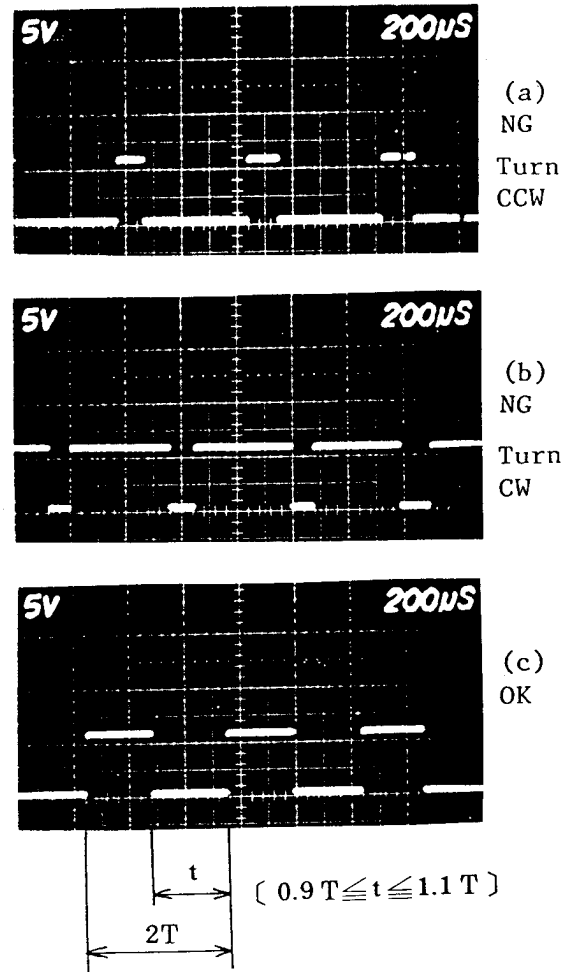 5V 200µS
(a)
NG
Turn
CCW
5V 200µS
(b)
NG
Turn
CW
5V 200µS
(c)
OK
t
〔 0.9 T≦t≦1.1 T 〕
2T